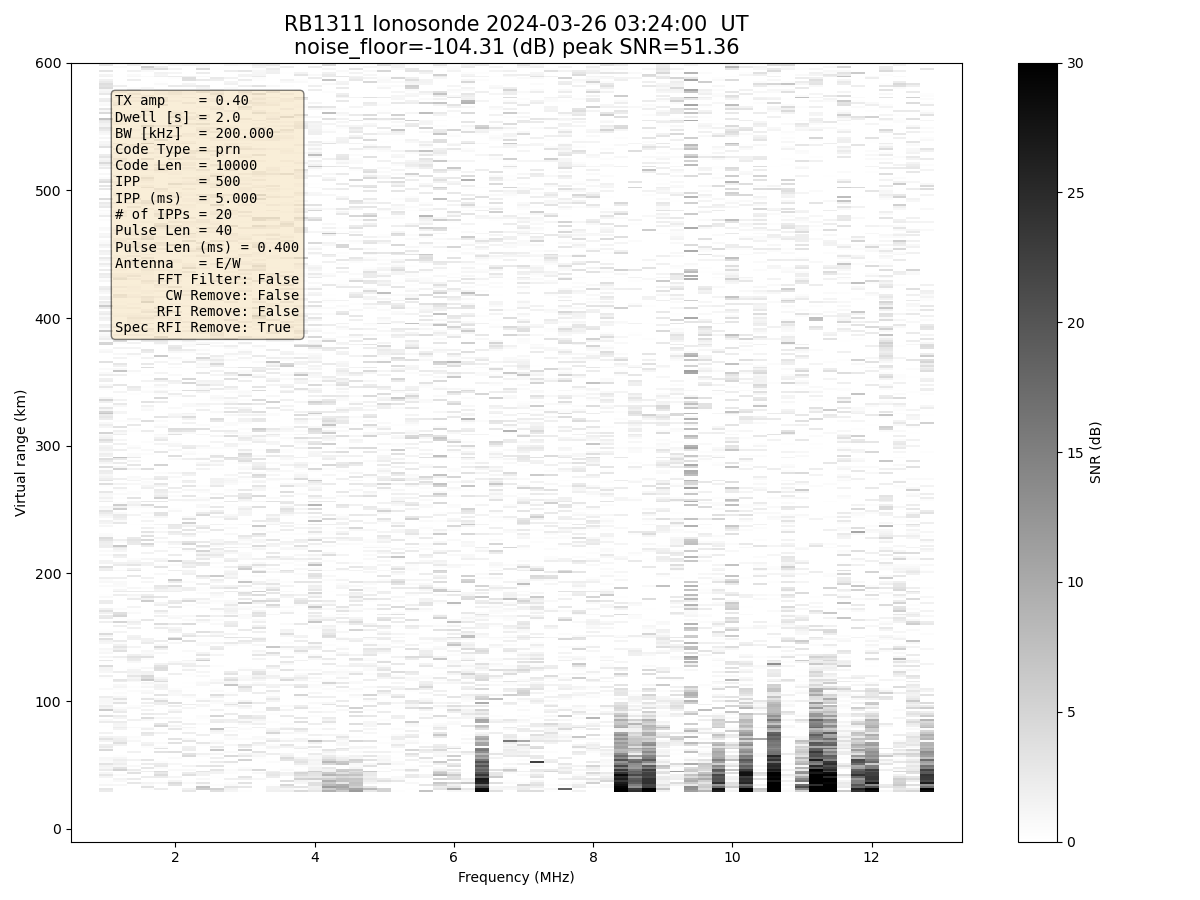 RB1311 Ionosonde 2024-03-26 03:24:00  UT
noise_floor=-104.31 (dB) peak SNR=51.36
600
500
400
300
200
100
0
Virtual range (km)
TX amp    = 0.40
Dwell [s] = 2.0
BW [kHz]  = 200.000
Code Type = prn
Code Len  = 10000
IPP       = 500
IPP (ms)  = 5.000
# of IPPs = 20
Pulse Len = 40
Pulse Len (ms) = 0.400
Antenna   = E/W
FFT Filter: False
CW Remove: False
RFI Remove: False
Spec RFI Remove: True
2 4 6 8 10 12
Frequency (MHz)
30
25
20
15
10
5
0
SNR (dB)